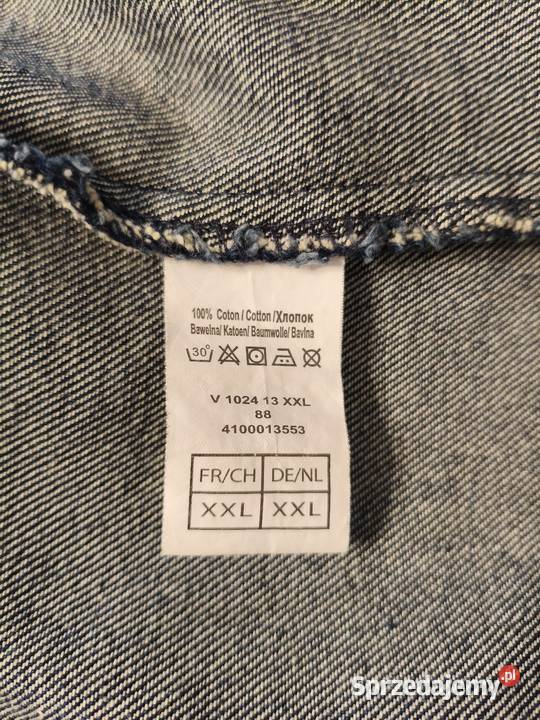 100% Coton / Cotton / Хлопок
Bawełna/ Katoen/ Baumwolle/ Bavlna
30°
V 1024 13 XXL
88
4100013553
FR/CH DE/NL
XXL XXL
Sprzedajemy.pl